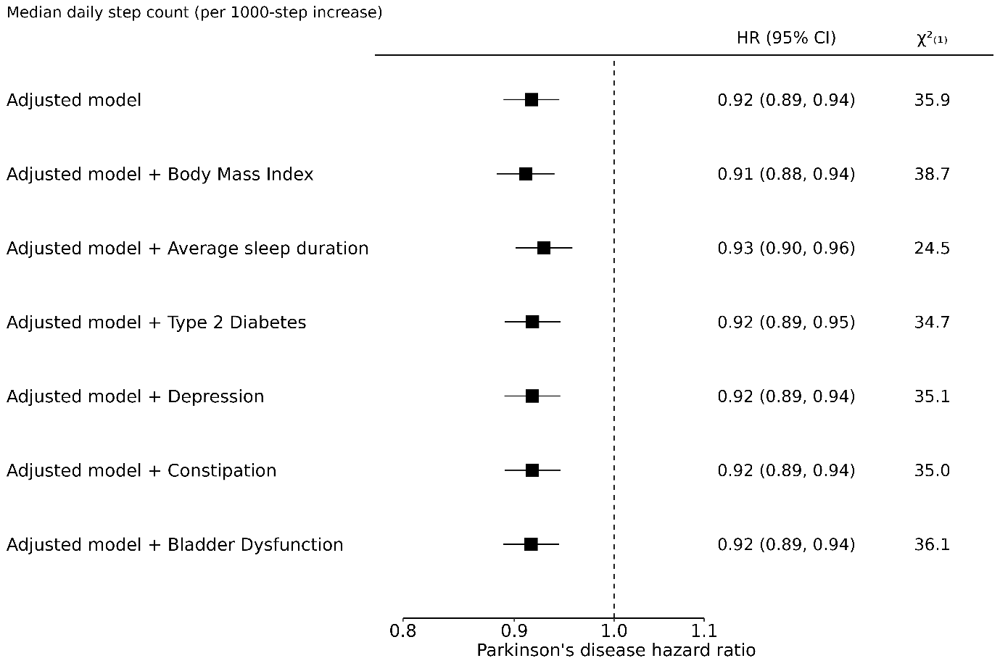 Median daily step count (per 1000-step increase)
HR (95% CI) χ²₍₁₎
Adjusted model 0.92 (0.89, 0.94) 35.9
Adjusted model + Body Mass Index 0.91 (0.88, 0.94) 38.7
Adjusted model + Average sleep duration 0.93 (0.90, 0.96) 24.5
Adjusted model + Type 2 Diabetes 0.92 (0.89, 0.95) 34.7
Adjusted model + Depression 0.92 (0.89, 0.94) 35.1
Adjusted model + Constipation 0.92 (0.89, 0.94) 35.0
Adjusted model + Bladder Dysfunction 0.92 (0.89, 0.94) 36.1
0.8 0.9 1.0 1.1
Parkinson's disease hazard ratio